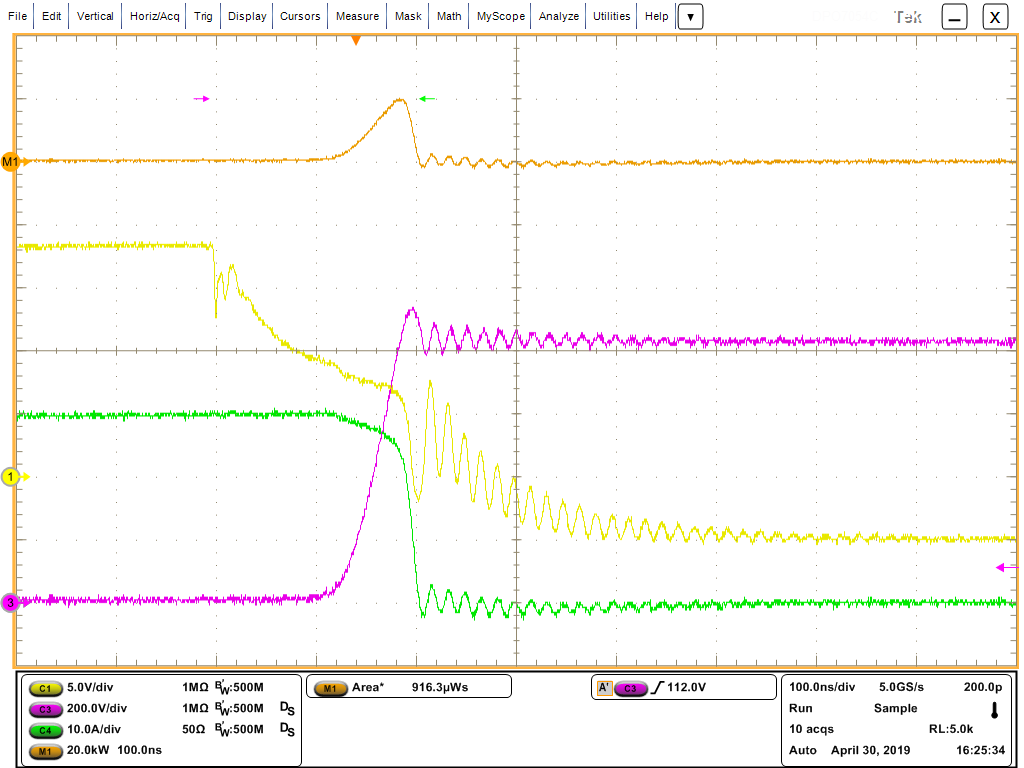 File Edit Vertical Horiz/Acq Trig Display Cursors Measure Mask Math MyScope Analyze Utilities Help ▼ Tek X
M1
1
3
C1 5.0V/div 1MΩ BW:500M
C3 200.0V/div 1MΩ BW:500M DS
C4 10.0A/div 50Ω BW:500M DS
M1 20.0kW 100.0ns
M1 Area* 916.3µWs
A' C3 112.0V
100.0ns/div 5.0GS/s 200.0p
Run Sample
10 acqs RL:5.0k
Auto April 30, 2019 16:25:34